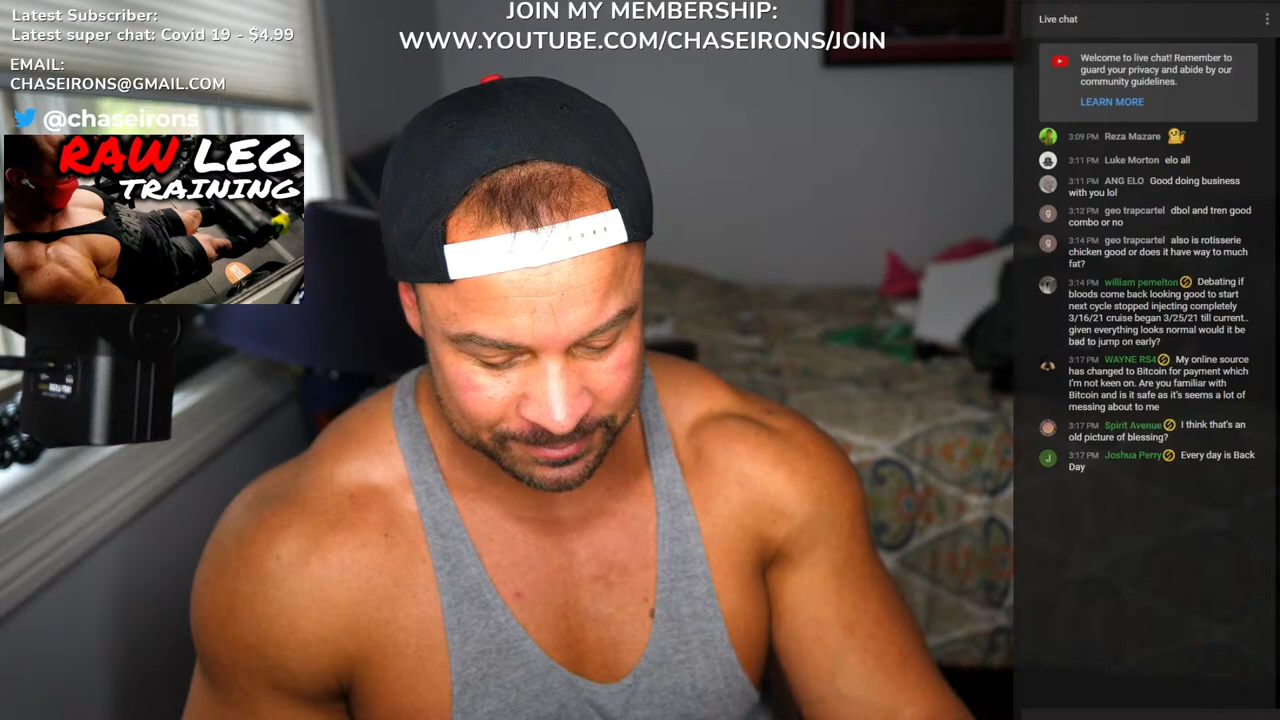 Latest Subscriber:
Latest super chat: Covid 19 - $4.99
EMAIL:
CHASEIRONS@GMAIL.COM
@chaseirons
RAW LEG
TRAINING
JOIN MY MEMBERSHIP:
WWW.YOUTUBE.COM/CHASEIRONS/JOIN
Live chat
Welcome to live chat! Remember to
guard your privacy and abide by our
community guidelines.
LEARN MORE
3:09 PM Reza Mazare
3:11 PM Luke Morton elo all
3:11 PM ANG ELO Good doing business
with you lol
g 3:12 PM geo trapcartel dbol and tren good
combo or no
g 3:14 PM geo trapcartel also is rotisserie
chicken good or does it have way to much
fat?
3:14 PM william pemelton Debating if
bloods come back looking good to start
next cycle stopped injecting completely
3/16/21 cruise began 3/25/21 till current..
given everything looks normal would it be
bad to jump on early?
3:17 PM WAYNE RS4 My online source
has changed to Bitcoin for payment which
I'm not keen on. Are you familiar with
Bitcoin and is it safe as it's seems a lot of
messing about to me
3:17 PM Spirit Avenue I think that's an
old picture of blessing?
J 3:17 PM Joshua Perry Every day is Back
Day